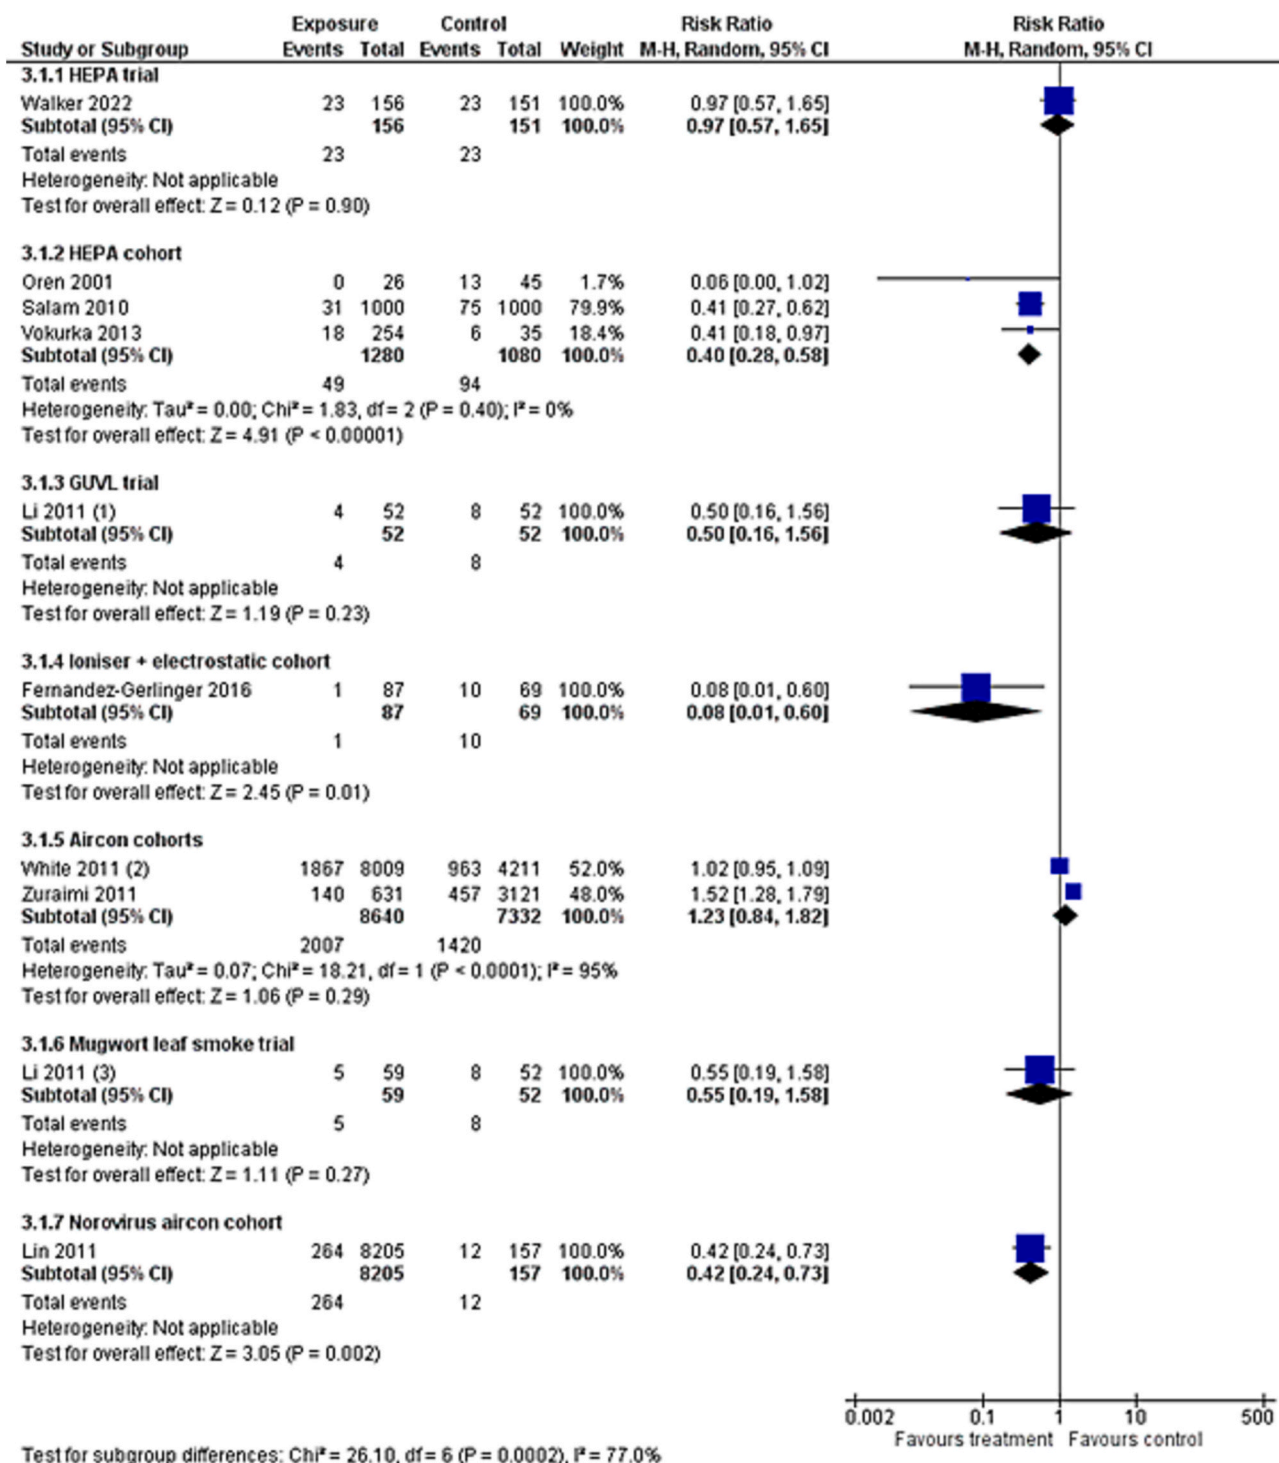 Exposure Control Risk Ratio Risk Ratio
Study or Subgroup Events Total Events Total Weight M-H, Random, 95% CI M-H, Random, 95% CI
3.1.1 HEPA trial
Walker 2022 23 156 23 151 100.0% 0.97 [0.57, 1.65]
Subtotal (95% CI) 156 151 100.0% 0.97 [0.57, 1.65]
Total events 23 23
Heterogeneity: Not applicable
Test for overall effect: Z = 0.12 (P = 0.90)
3.1.2 HEPA cohort
Oren 2001 0 26 13 45 1.7% 0.06 [0.00, 1.02]
Salam 2010 31 1000 75 1000 79.9% 0.41 [0.27, 0.62]
Vokurka 2013 18 254 6 35 18.4% 0.41 [0.18, 0.97]
Subtotal (95% CI) 1280 1080 100.0% 0.40 [0.28, 0.58]
Total events 49 94
Heterogeneity: Tau² = 0.00; Chi² = 1.83, df = 2 (P = 0.40); I² = 0%
Test for overall effect: Z = 4.91 (P < 0.00001)
3.1.3 GUVL trial
Li 2011 (1) 4 52 8 52 100.0% 0.50 [0.16, 1.56]
Subtotal (95% CI) 52 52 100.0% 0.50 [0.16, 1.56]
Total events 4 8
Heterogeneity: Not applicable
Test for overall effect: Z = 1.19 (P = 0.23)
3.1.4 Ioniser + electrostatic cohort
Fernandez-Gerlinger 2016 1 87 10 69 100.0% 0.08 [0.01, 0.60]
Subtotal (95% CI) 87 69 100.0% 0.08 [0.01, 0.60]
Total events 1 10
Heterogeneity: Not applicable
Test for overall effect: Z = 2.45 (P = 0.01)
3.1.5 Aircon cohorts
White 2011 (2) 1867 8009 963 4211 52.0% 1.02 [0.95, 1.09]
Zuraimi 2011 140 631 457 3121 48.0% 1.52 [1.28, 1.79]
Subtotal (95% CI) 8640 7332 100.0% 1.23 [0.84, 1.82]
Total events 2007 1420
Heterogeneity: Tau² = 0.07; Chi² = 18.21, df = 1 (P < 0.0001); I² = 95%
Test for overall effect: Z = 1.06 (P = 0.29)
3.1.6 Mugwort leaf smoke trial
Li 2011 (3) 5 59 8 52 100.0% 0.55 [0.19, 1.58]
Subtotal (95% CI) 59 52 100.0% 0.55 [0.19, 1.58]
Total events 5 8
Heterogeneity: Not applicable
Test for overall effect: Z = 1.11 (P = 0.27)
3.1.7 Norovirus aircon cohort
Lin 2011 264 8205 12 157 100.0% 0.42 [0.24, 0.73]
Subtotal (95% CI) 8205 157 100.0% 0.42 [0.24, 0.73]
Total events 264 12
Heterogeneity: Not applicable
Test for overall effect: Z = 3.05 (P = 0.002)
0.002 0.1 1 10 500
Favours treatment Favours control
Test for subgroup differences: Chi² = 26.10, df = 6 (P = 0.0002), I² = 77.0%